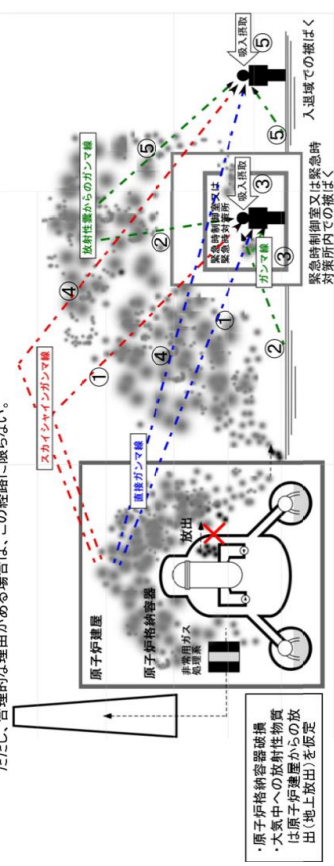 ただし、合理的な理由がある場合は、この経路に限らない。
スカイシャインガンマ線
放射性雲からのガンマ線
直接ガンマ線
原子炉建屋
原子炉格納容器
非常用ガス
処理系
放出
緊急時制御室又は
緊急時対策所
吸入摂取
吸入摂取
ガンマ線
①
①
②
②
③
③
④
④
⑤
⑤
⑤
緊急時制御室又は緊急時
対策所内での被ばく
入退域での被ばく
・原子炉格納容器破損
・大気中への放射性物質
は原子炉建屋からの放
出(地上放出)を仮定